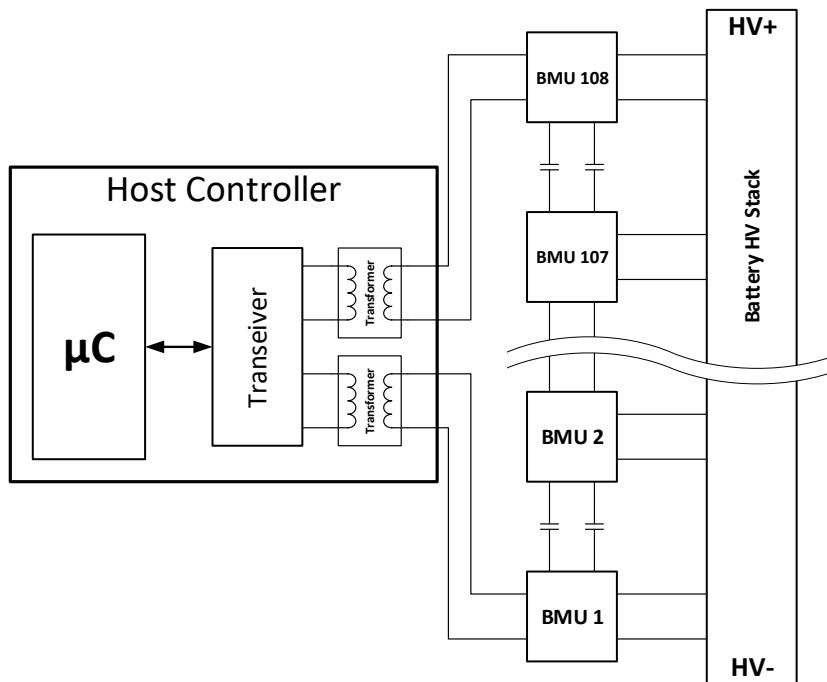 HV+
BMU 108
Host Controller
BMU 107
Battery HV Stack
Transformer
µC
Transeiver
Transformer
BMU 2
BMU 1
HV-